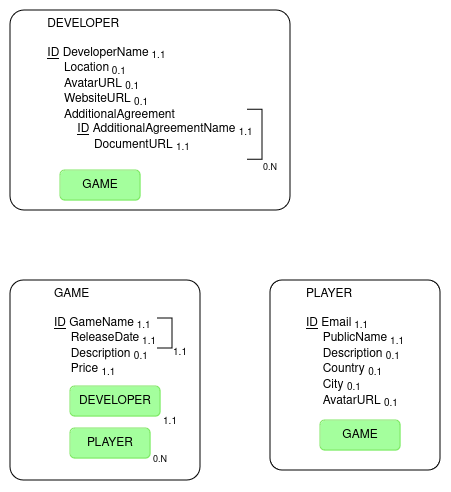 DEVELOPER
ID DeveloperName 1.1
Location 0.1
AvatarURL 0.1
WebsiteURL 0.1
AdditionalAgreement
ID AdditionalAgreementName 1.1
DocumentURL 1.1
0.N
GAME
GAME
ID GameName 1.1
ReleaseDate 1.1
1.1
Description 0.1
Price 1.1
DEVELOPER
1.1
PLAYER
0.N
PLAYER
ID Email 1.1
PublicName 1.1
Description 0.1
Country 0.1
City 0.1
AvatarURL 0.1
GAME